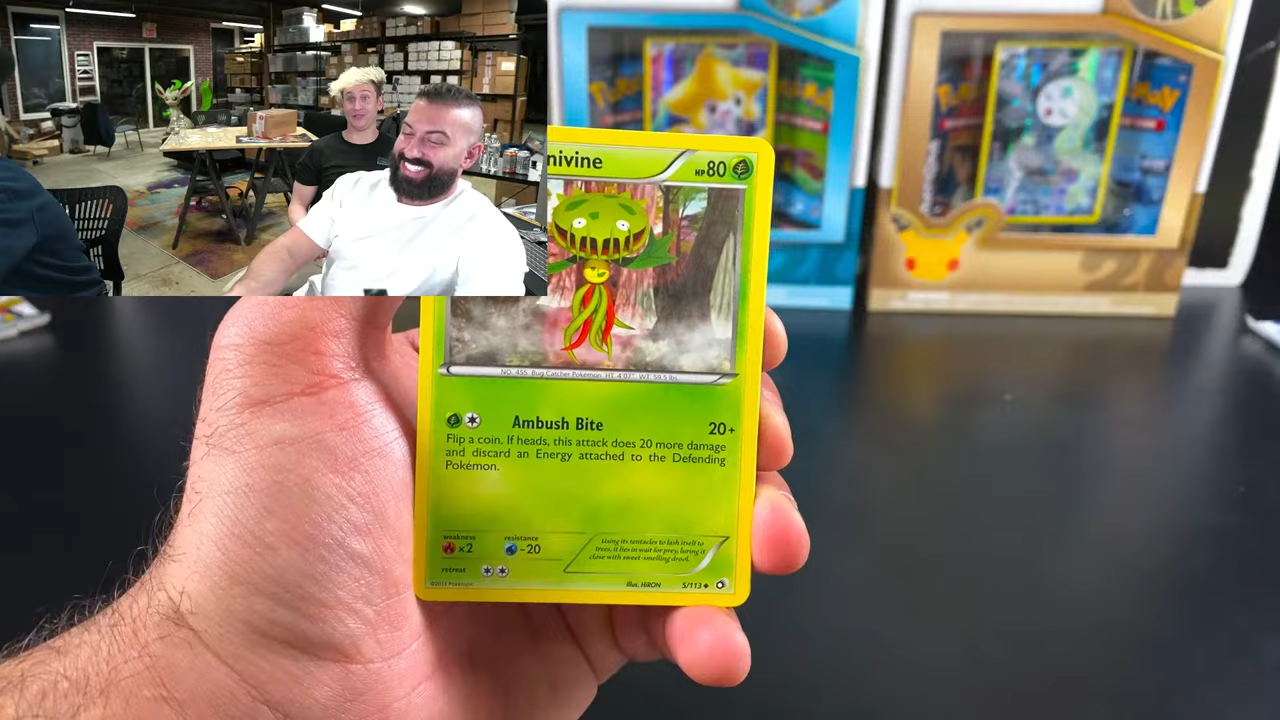 nivine
HP80
NO. 455. Bug Catcher Pokémon. HT. 4'07". WT. 59.5 lbs.
Ambush Bite 20+
Flip a coin. If heads, this attack does 20 more damage
and discard an Energy attached to the Defending
Pokémon.
weakness resistance
×2 -20
retreat
Using its tentacles to lash itself to
trees, it lies in wait for prey, luring it
close with sweet-smelling drool.
©2013 Pokémon
illus. HiRON 5/113